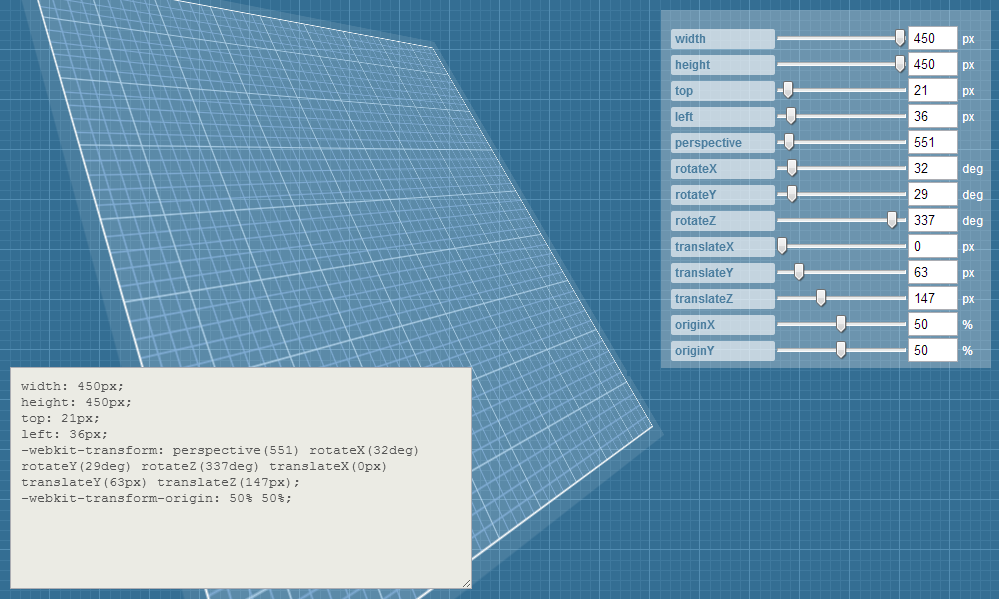 width 450 px
height 450 px
top 21 px
left 36 px
perspective 551
rotateX 32 deg
rotateY 29 deg
rotateZ 337 deg
translateX 0 px
translateY 63 px
translateZ 147 px
originX 50 %
originY 50 %
width: 450px;
height: 450px;
top: 21px;
left: 36px;
-webkit-transform: perspective(551) rotateX(32deg)
rotateY(29deg) rotateZ(337deg) translateX(0px)
translateY(63px) translateZ(147px);
-webkit-transform-origin: 50% 50%;